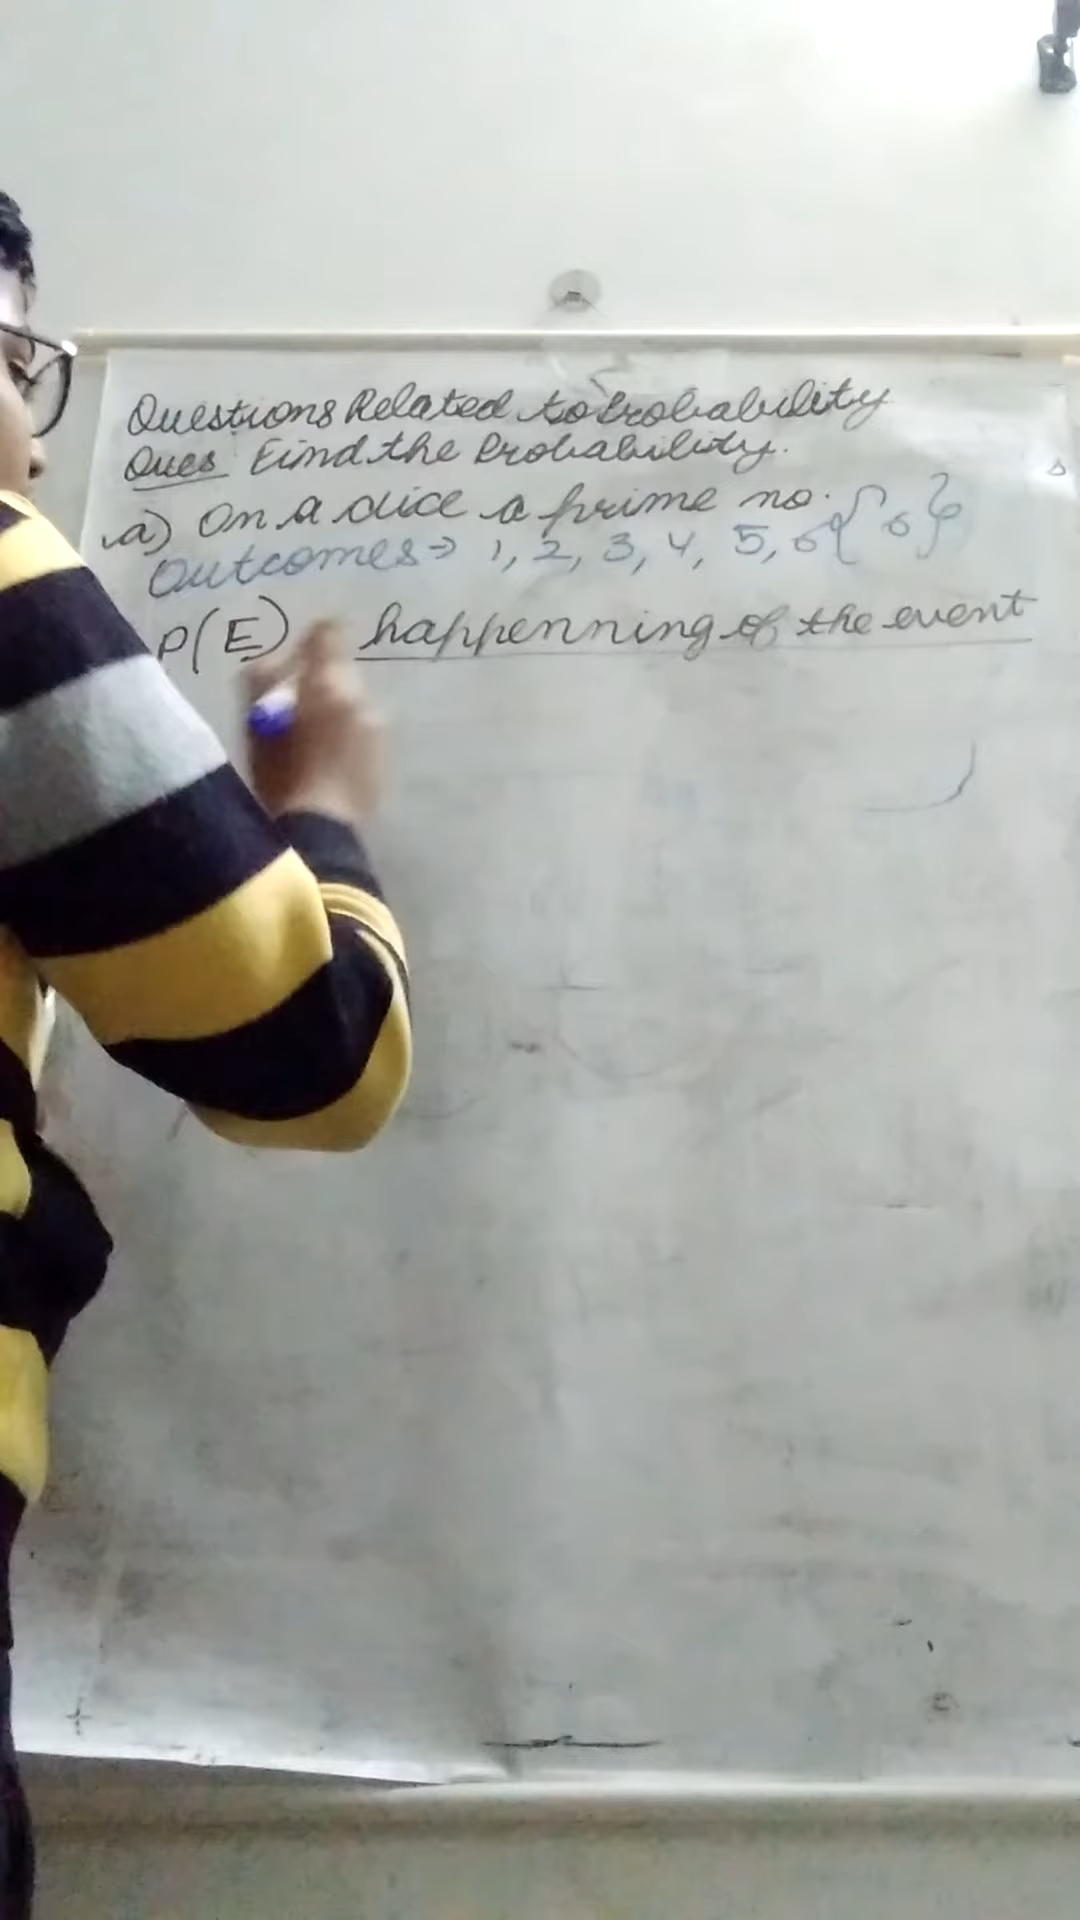 Questions Related to Probability
Ques Find the Probability.
a) On a dice a prime no.
Outcomes⇒ 1, 2, 3, 4, 5, 6 { 6 }
P(E) happenning of the event